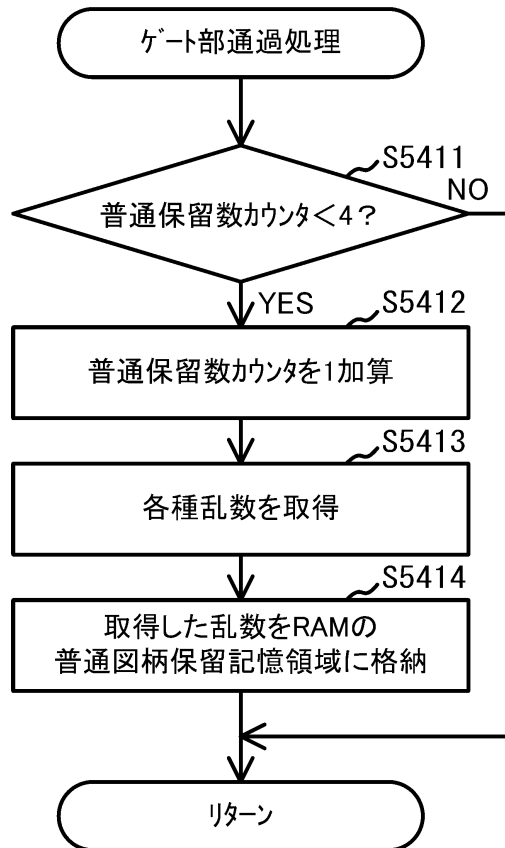 ｹﾞｰﾄ部通過処理
S5411
普通保留数ｶｳﾝﾀ＜4？
NO
YES
S5412
普通保留数ｶｳﾝﾀを1加算
S5413
各種乱数を取得
S5414
取得した乱数をRAMの
普通図柄保留記憶領域に格納
ﾘﾀｰﾝ